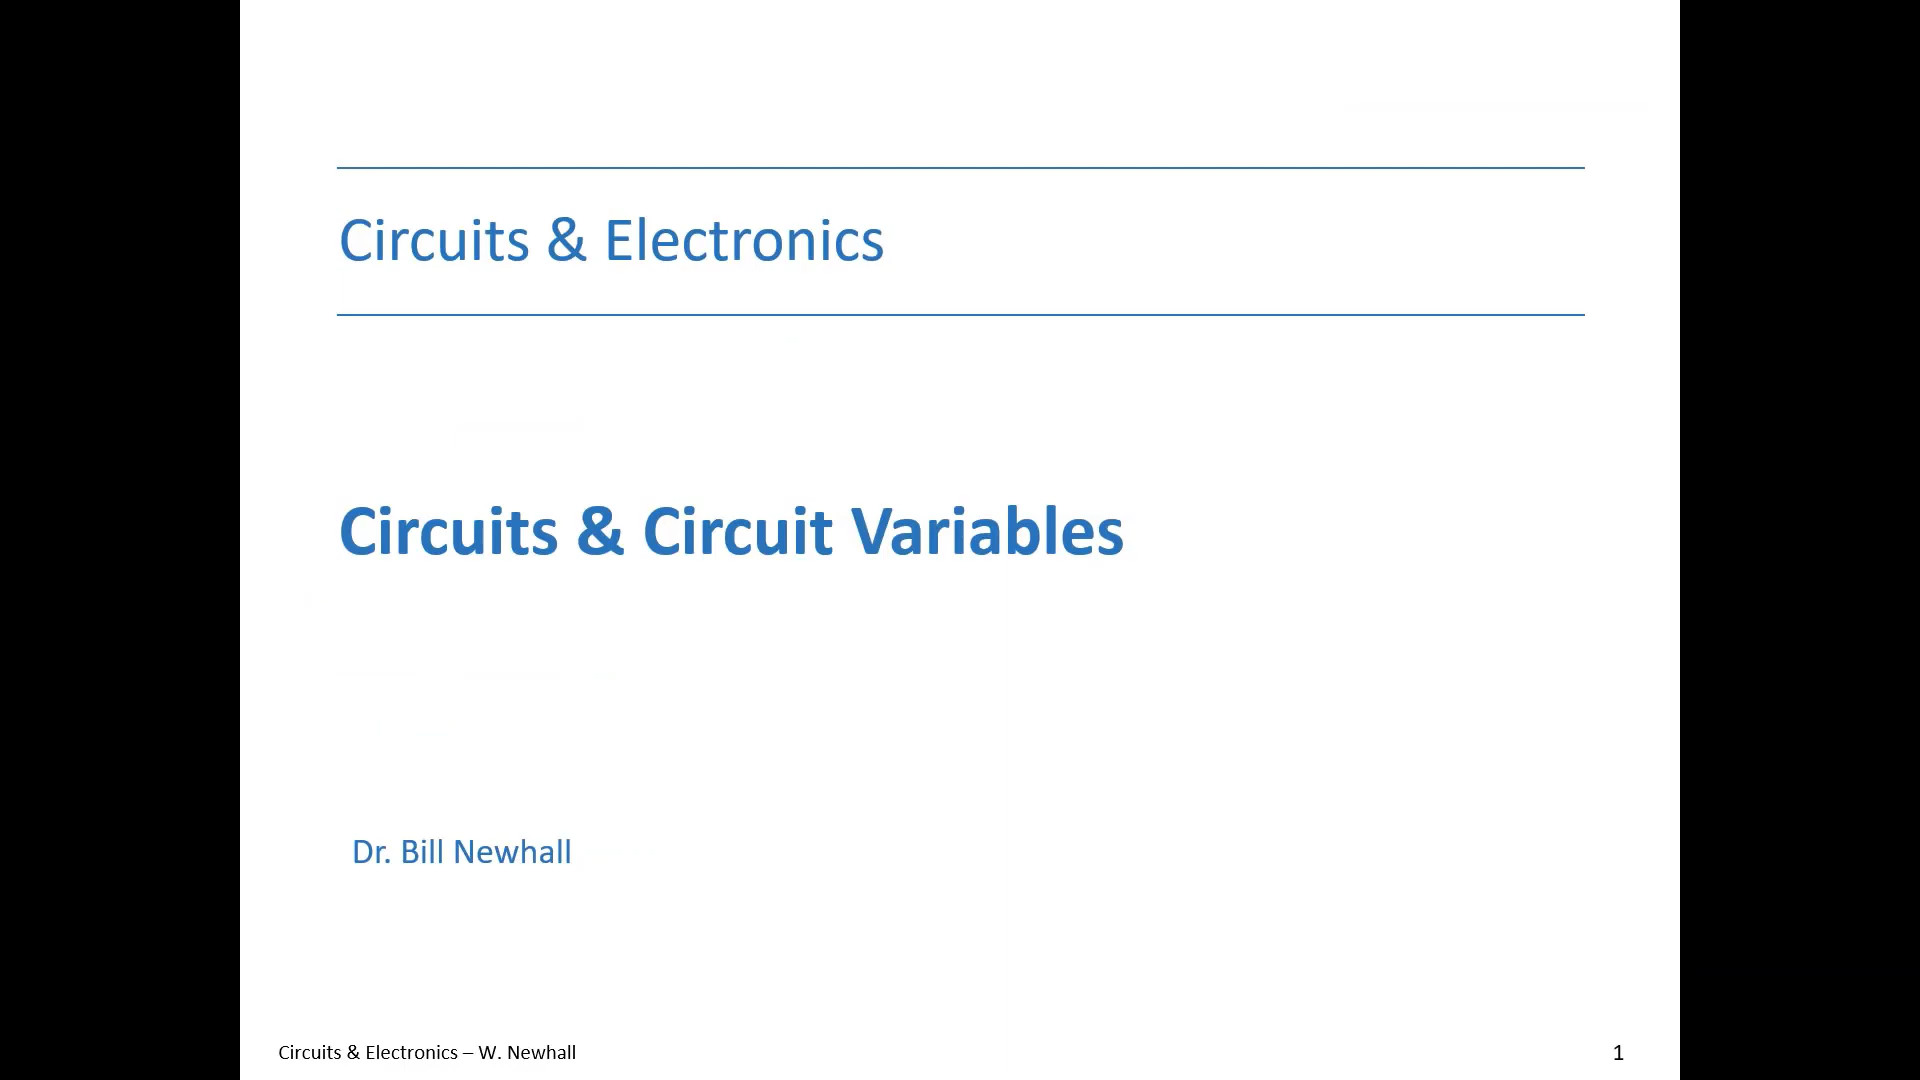 Circuits & Electronics
Circuits & Circuit Variables
Dr. Bill Newhall
Circuits & Electronics – W. Newhall
1